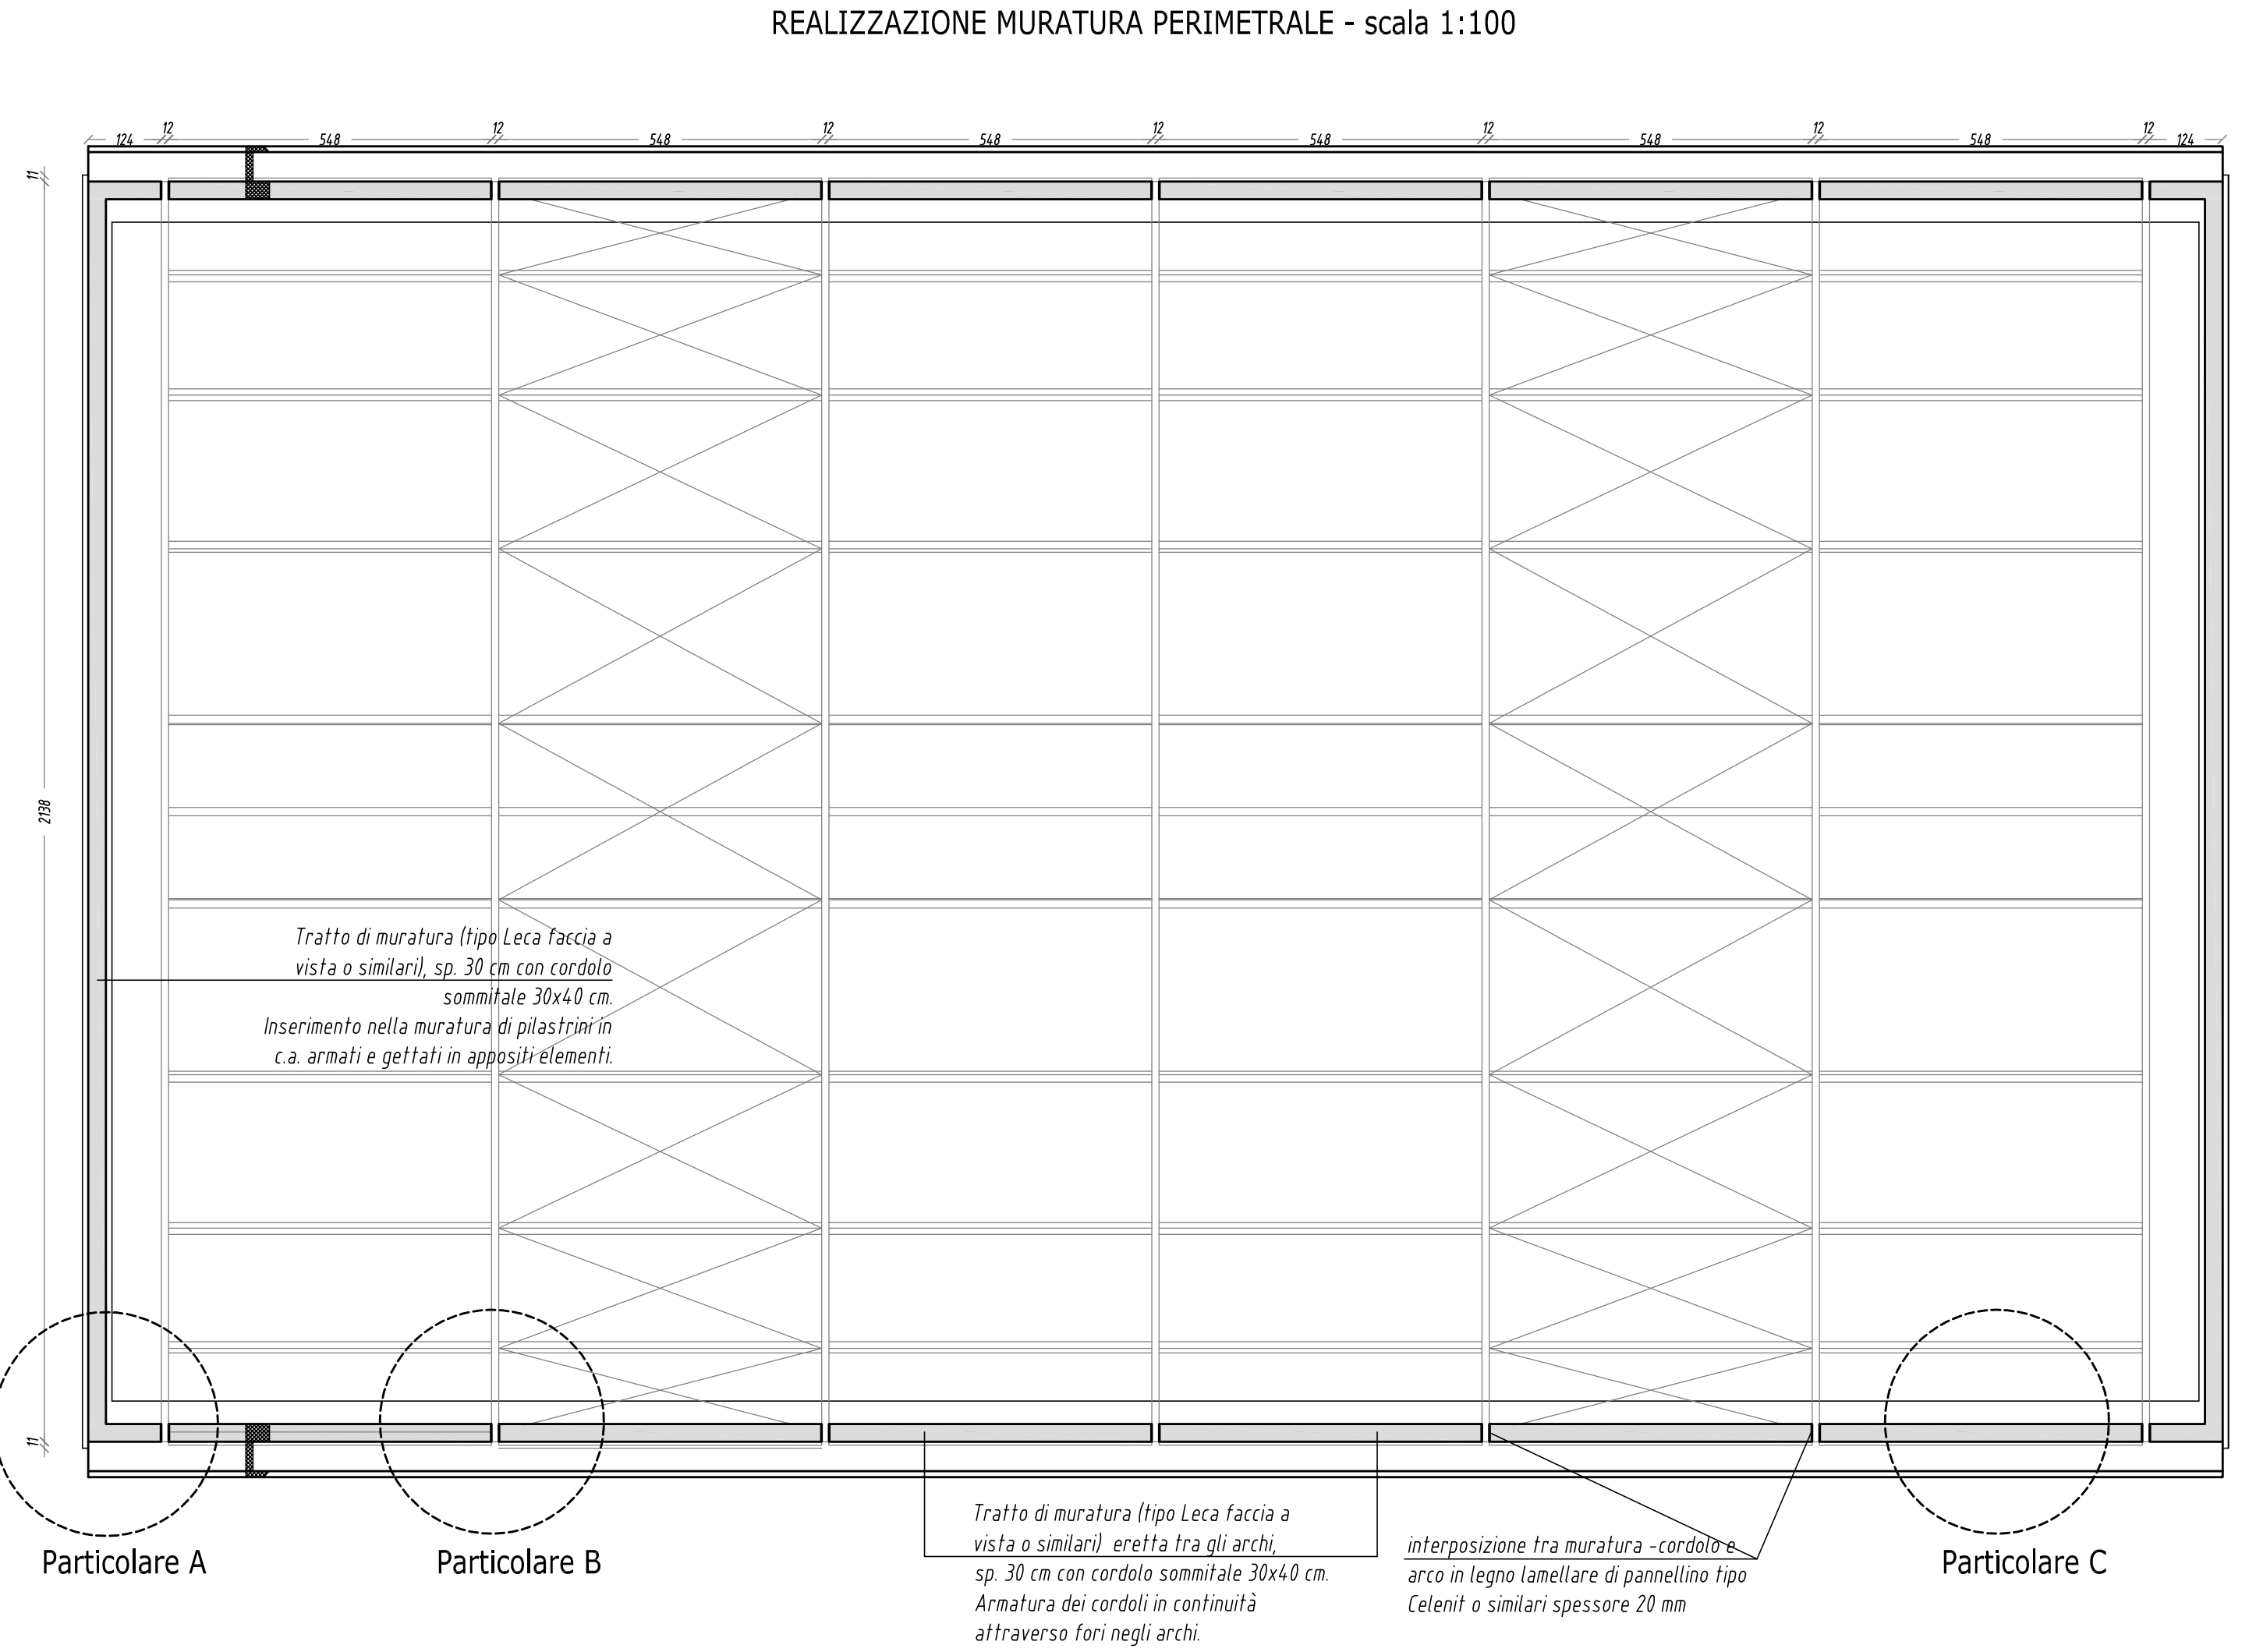 REALIZZAZIONE MURATURA PERIMETRALE - scala 1:100
12 12 12 12 12 12 12
124 548 548 548 548 548 548 124
11
2138
Tratto di muratura (tipo Leca faccia a
vista o similari), sp. 30 cm con cordolo
sommitale 30x40 cm.
Inserimento nella muratura di pilastrini in
c.a. armati e gettati in appositi elementi.
11
Particolare A
Particolare B
Tratto di muratura (tipo Leca faccia a
vista o similari) eretta tra gli archi,
sp. 30 cm con cordolo sommitale 30x40 cm.
Armatura dei cordoli in continuità
attraverso fori negli archi.
interposizione tra muratura -cordolo e
arco in legno lamellare di pannellino tipo
Celenit o similari spessore 20 mm
Particolare C